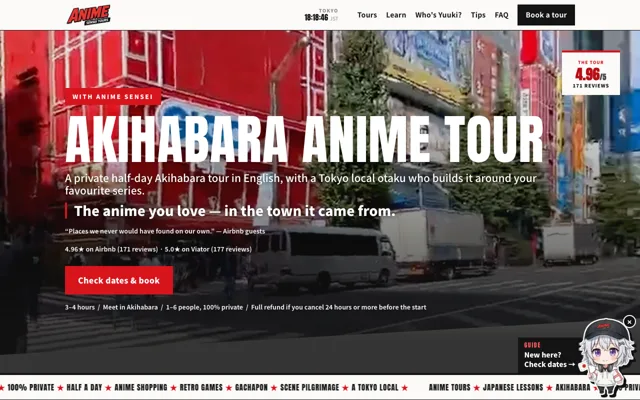 ANIME
SENSEI TOURS
TOKYO
18:18:46 JST
Tours
Learn
Who's Yuuki?
Tips
FAQ
Book a tour
THE TOUR
4.96/5
171 REVIEWS
WITH ANIME SENSEI
AKIHABARA ANIME TOUR
A private half-day Akihabara tour in English, with a Tokyo local otaku who builds it around your
favourite series.
The anime you love — in the town it came from.
“Places we never would have found on our own.” — Airbnb guests
4.96★ on Airbnb (171 reviews) · 5.0★ on Viator (177 reviews)
Check dates & book
3–4 hours / Meet in Akihabara / 1–6 people, 100% private / Full refund if you cancel 24 hours or more before the start
GUIDE
New here?
Check dates →
★ 100% PRIVATE ★ HALF A DAY ★ ANIME SHOPPING ★ RETRO GAMES ★ GACHAPON ★ SCENE PILGRIMAGE ★ A TOKYO LOCAL ★ ANIME TOURS ★ JAPANESE LESSONS ★ AKIHABARA